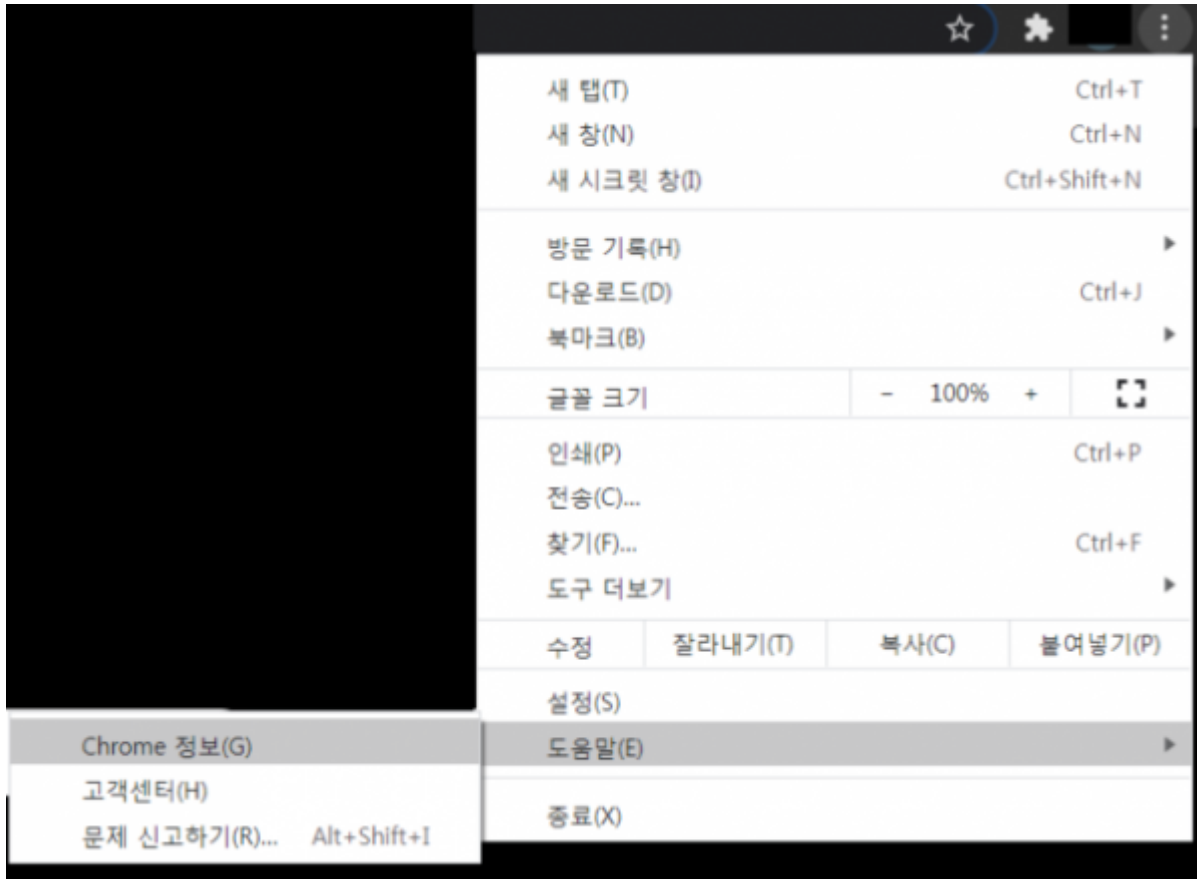 새 탭(T) Ctrl+T
새 창(N) Ctrl+N
새 시크릿 창(I) Ctrl+Shift+N
방문 기록(H)
다운로드(D) Ctrl+J
북마크(B)
글꼴 크기 - 100% +
인쇄(P) Ctrl+P
전송(C)...
찾기(F)... Ctrl+F
도구 더보기
수정 잘라내기(T) 복사(C) 붙여넣기(P)
설정(S)
도움말(E)
종료(X)
Chrome 정보(G)
고객센터(H)
문제 신고하기(R)... Alt+Shift+I